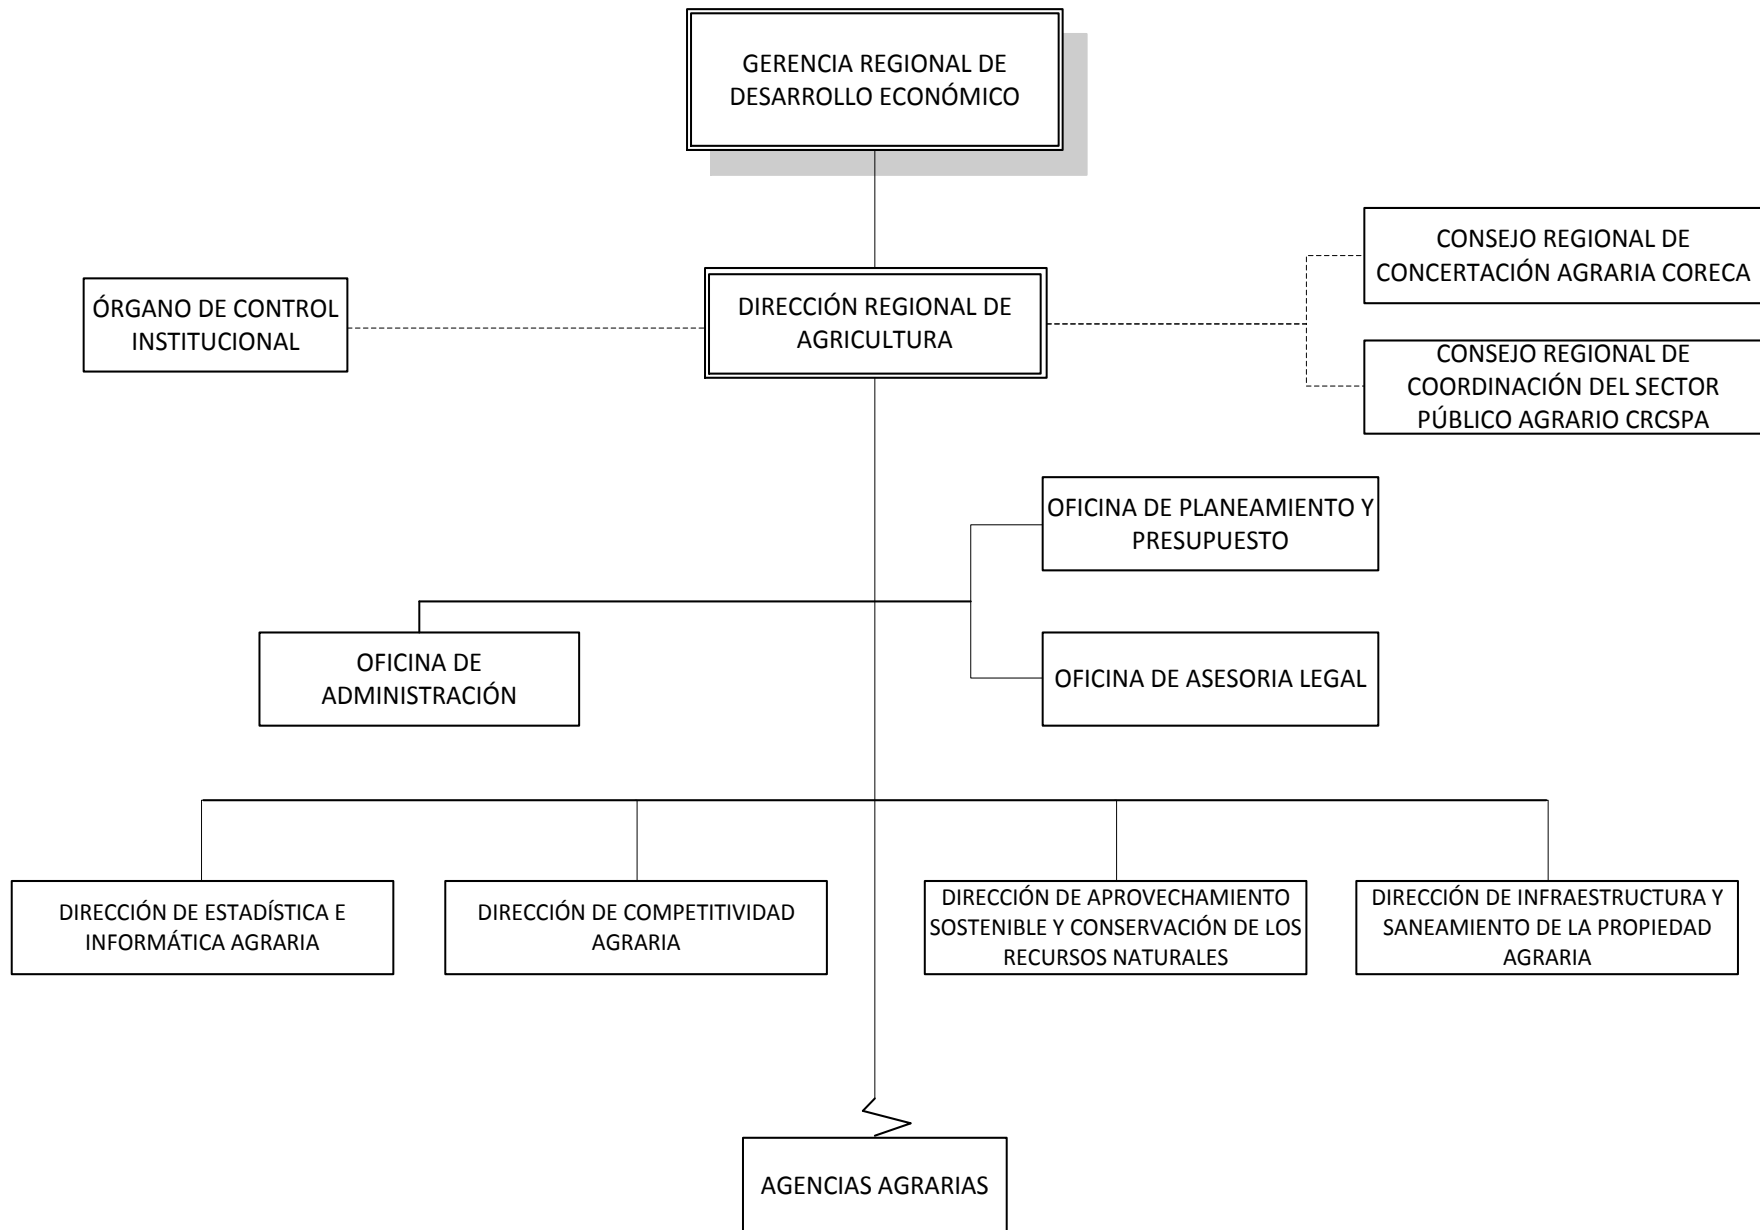 GERENCIA REGIONAL DE
DESARROLLO ECONÓMICO
CONSEJO REGIONAL DE
CONCERTACIÓN AGRARIA CORECA
ÓRGANO DE CONTROL
INSTITUCIONAL
DIRECCIÓN REGIONAL DE
AGRICULTURA
CONSEJO REGIONAL DE
COORDINACIÓN DEL SECTOR
PÚBLICO AGRARIO CRCSPA
OFICINA DE PLANEAMIENTO Y
PRESUPUESTO
OFICINA DE
ADMINISTRACIÓN
OFICINA DE ASESORIA LEGAL
DIRECCIÓN DE ESTADÍSTICA E
INFORMÁTICA AGRARIA
DIRECCIÓN DE COMPETITIVIDAD
AGRARIA
DIRECCIÓN DE APROVECHAMIENTO
SOSTENIBLE Y CONSERVACIÓN DE LOS
RECURSOS NATURALES
DIRECCIÓN DE INFRAESTRUCTURA Y
SANEAMIENTO DE LA PROPIEDAD
AGRARIA
AGENCIAS AGRARIAS